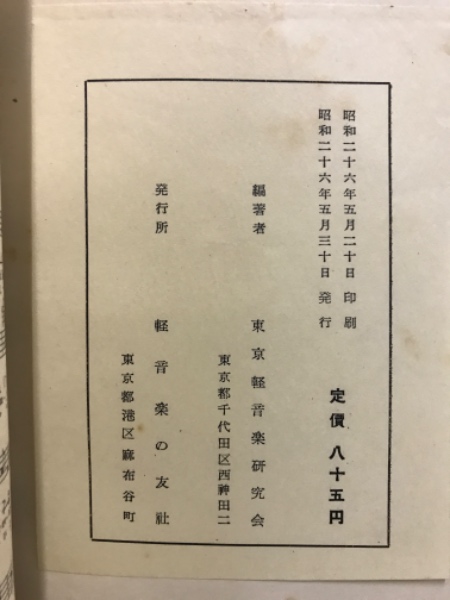 昭和二十六年五月二十日 印刷
昭和二十六年五月三十日 発行
定價 八十五円
編著者 東京軽音楽研究会
東京都千代田区西神田二
発行所 軽音楽の友社
東京都港区麻布谷町